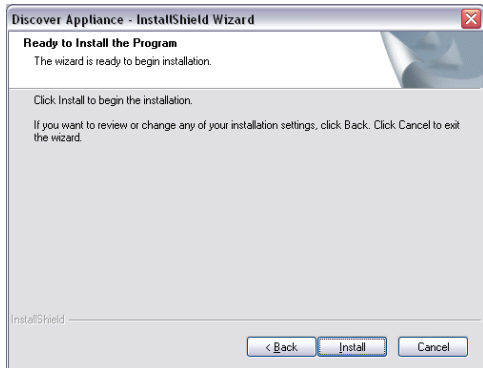 Discover Appliance - InstallShield Wizard
Ready to Install the Program
The wizard is ready to begin installation.
Click Install to begin the installation.
If you want to review or change any of your installation settings, click Back. Click Cancel to exit
the wizard.
InstallShield
< Back
Install
Cancel